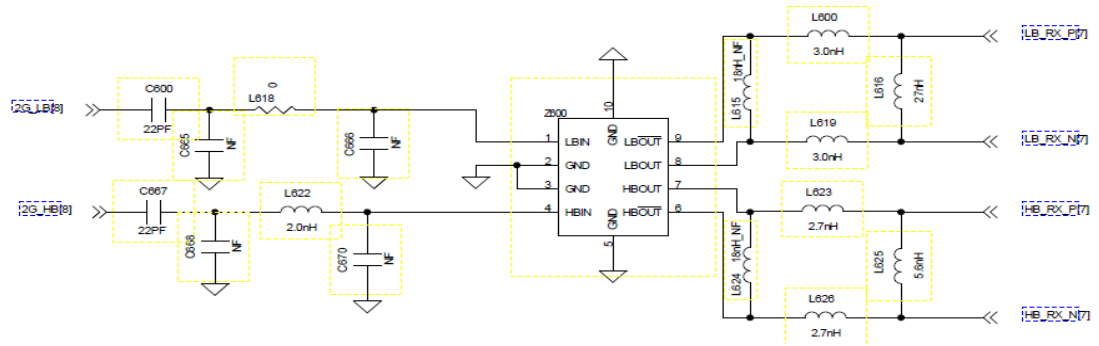 L600
3.0nH
LB_RX_P[7]
18nH_NF
L615
L616
27nH
C600
22PF
0
L618
2G_LB[8]
C665
NF
C666
NF
Z600
10
GND
1
LBIN
LBOUT
9
2
GND
LBOUT
8
3
GND
HBOUT
7
4
HBIN
HBOUT
6
GND
5
L619
3.0nH
LB_RX_N[7]
C667
22PF
2G_HB[8]
L622
2.0nH
C668
NF
C670
NF
L623
2.7nH
HB_RX_P[7]
18nH_NF
L624
L625
5.6nH
L626
2.7nH
HB_RX_N[7]